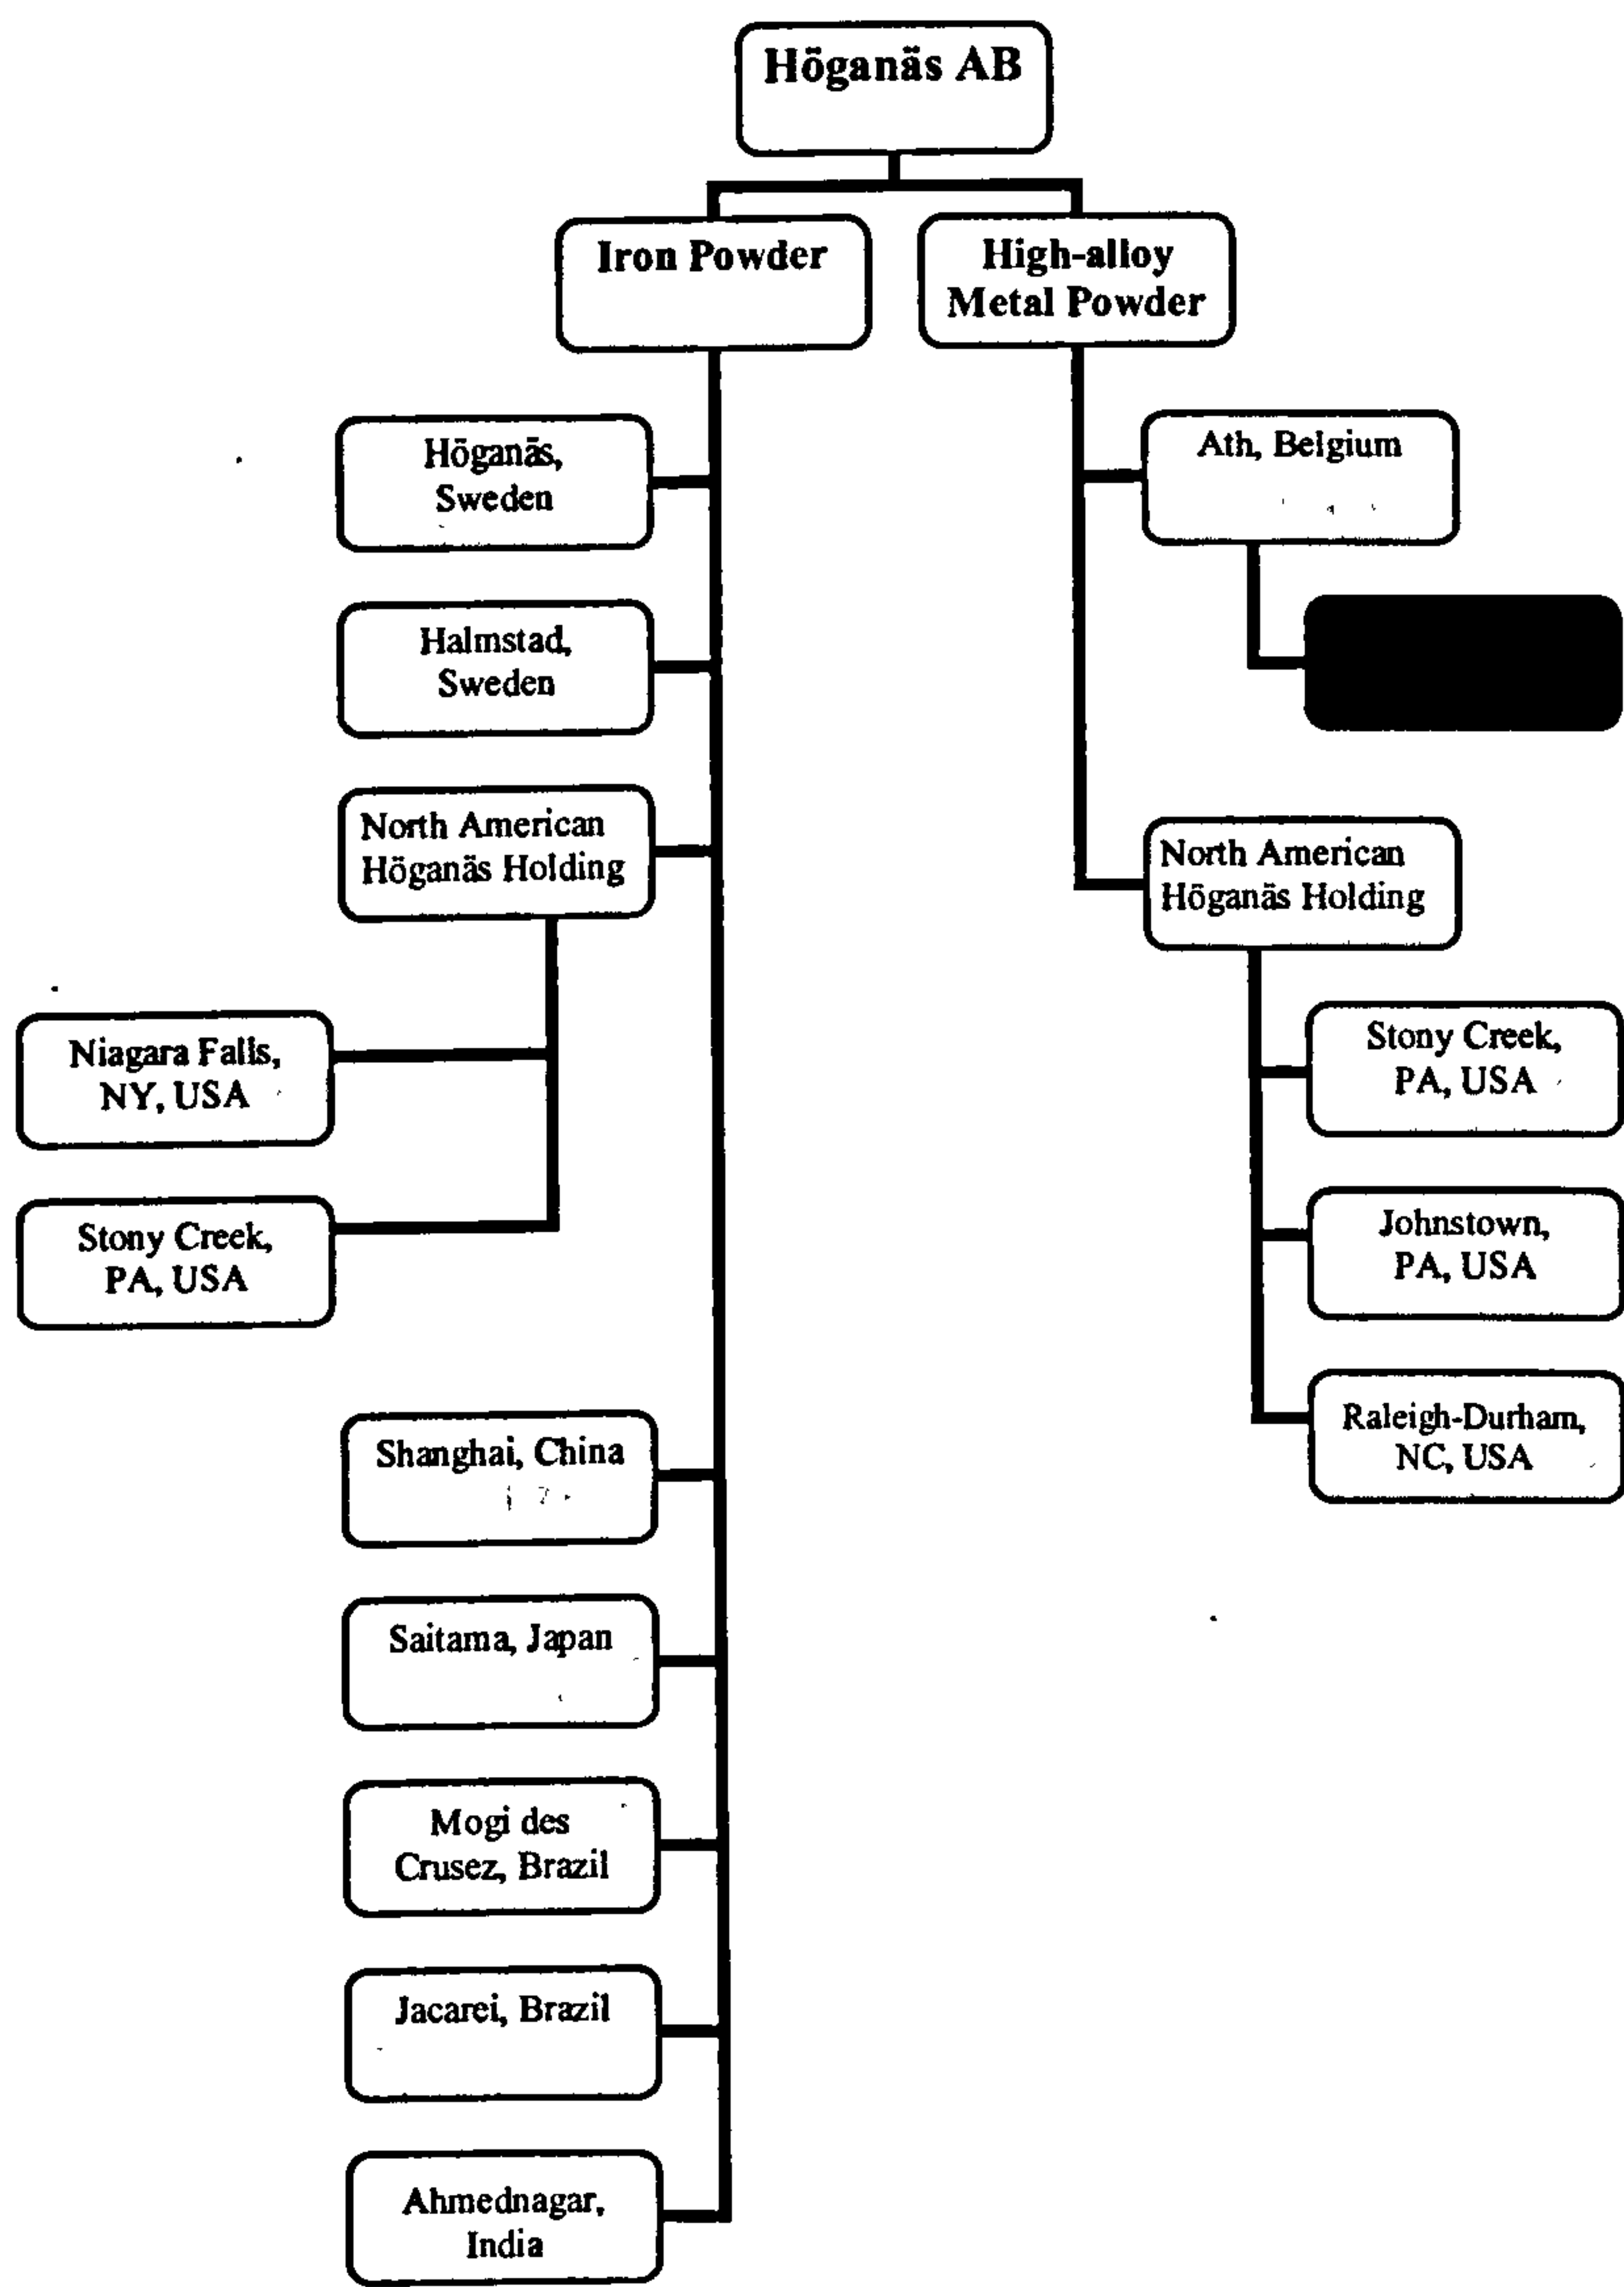 Höganäs AB
Iron Powder
High-alloy
Metal Powder
Höganäs,
Sweden
Halmstad,
Sweden
North American
Höganäs Holding
Niagara Falls,
NY, USA
Stony Creek,
PA, USA
Shanghai, China
Saitama, Japan
Mogi des
Crusez, Brazil
Jacarei, Brazil
Ahmednagar,
India
Ath, Belgium
North American
Höganäs Holding
Stony Creek,
PA, USA
Johnstown,
PA, USA
Raleigh-Durham,
NC, USA